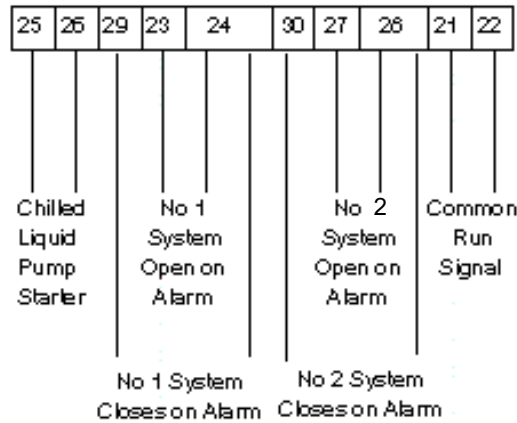 25 26 29 23 24 30 27 26 21 22
Chilled
Liquid
Pump
Starter
No 1
System
Open on
Alarm
No 2
System
Open on
Alarm
Common
Run
Signal
No 1 System
Closes on Alarm
No 2 System
Closes on Alarm